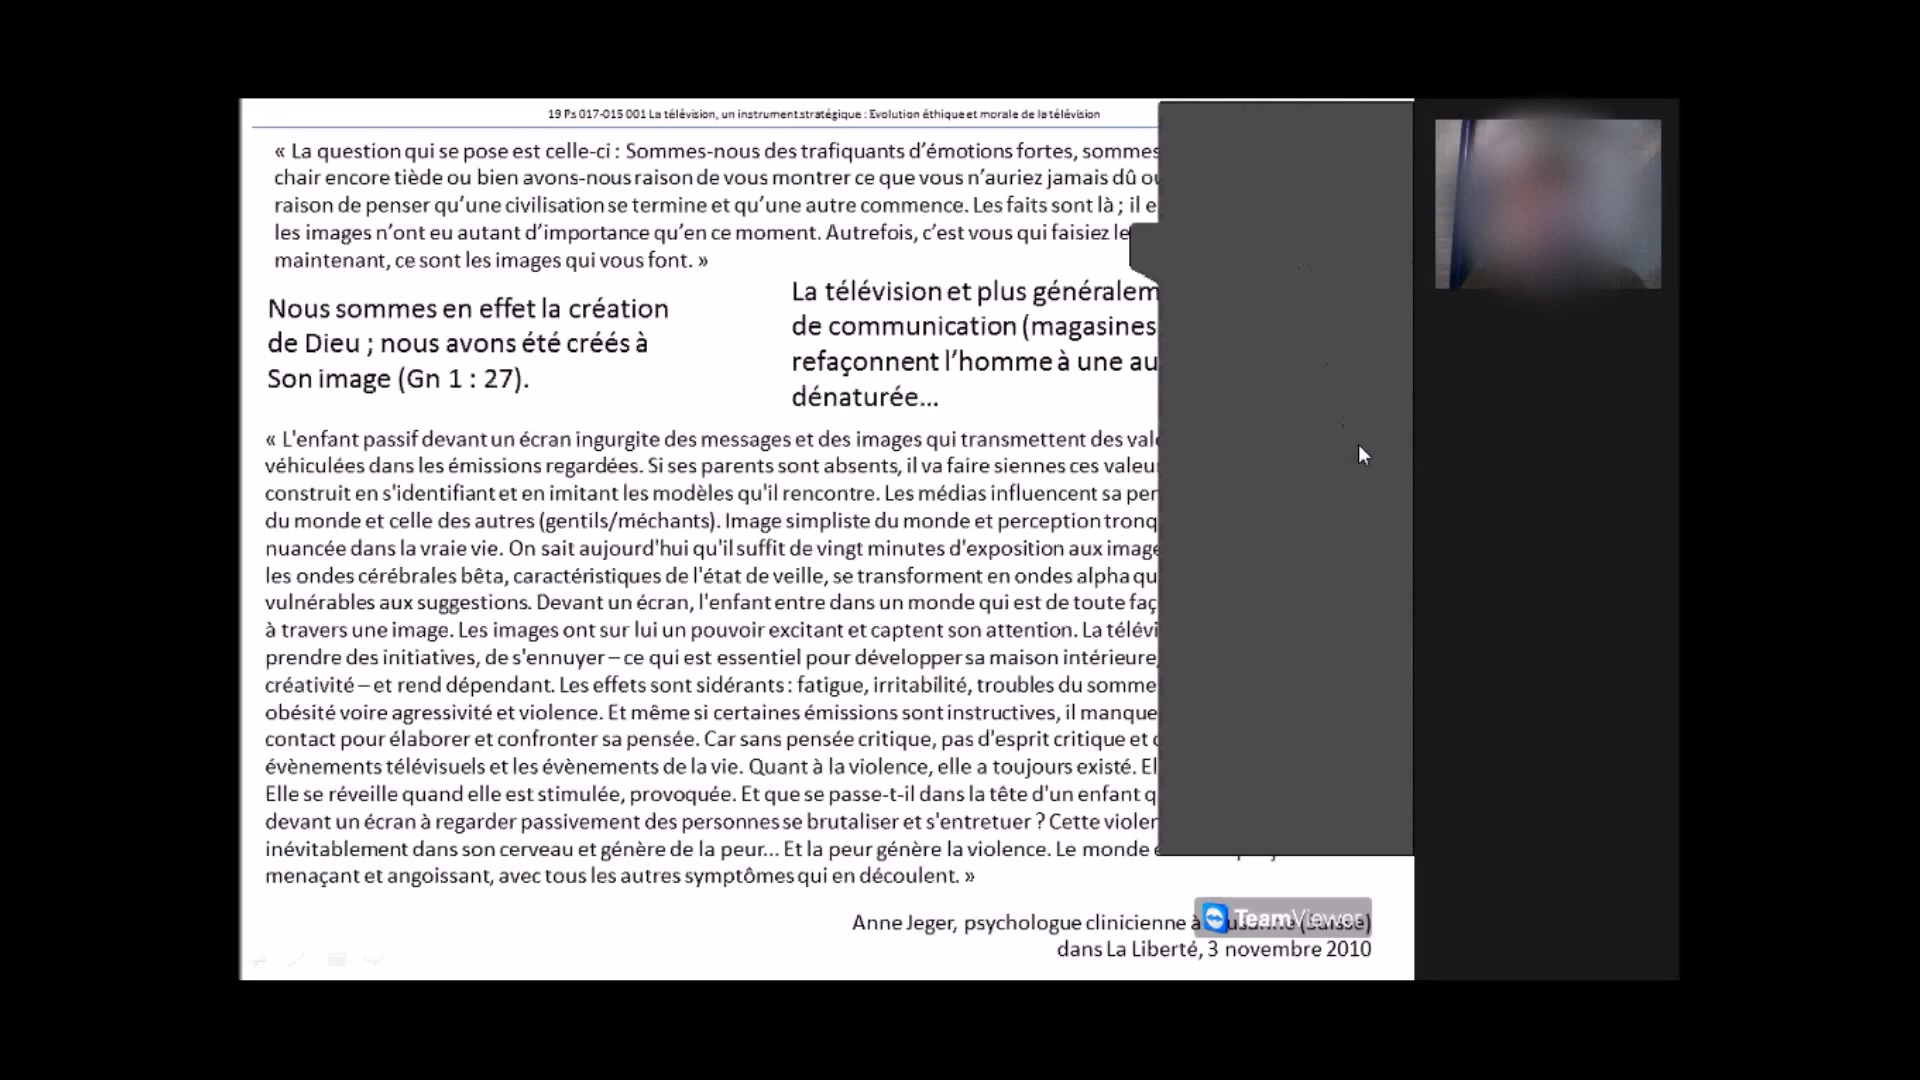 19 Ps 017-015 001 La télévision, un instrument stratégique : Evolution éthique et morale de la télévision
« La question qui se pose est celle-ci : Sommes-nous des trafiquants d’émotions fortes, sommes
chair encore tiède ou bien avons-nous raison de vous montrer ce que vous n’auriez jamais dû
raison de penser qu’une civilisation se termine et qu’une autre commence. Les faits sont là ; il
les images n’ont eu autant d’importance qu’en ce moment. Autrefois, c’est vous qui faisiez
maintenant, ce sont les images qui vous font. »
Nous sommes en effet la création
de Dieu ; nous avons été créés à
Son image (Gn 1 : 27).
La télévision et plus
de communication (magasines
refaçonnent l’homme à une
dénaturée…
« L'enfant passif devant un écran ingurgite des messages et des images qui transmettent des
véhiculées dans les émissions regardées. Si ses parents sont absents, il va faire siennes ces
construit en s'identifiant et en imitant les modèles qu'il rencontre. Les médias influencent sa
du monde et celle des autres (gentils/méchants). Image simpliste du monde et perception
nuancée dans la vraie vie. On sait aujourd'hui qu'il suffit de vingt minutes d'exposition aux
les ondes cérébrales bêta, caractéristiques de l'état de veille, se transforment en ondes alpha
vulnérables aux suggestions. Devant un écran, l'enfant entre dans un monde qui est de toute
à travers une image. Les images ont sur lui un pouvoir excitant et captent son attention. La
prendre des initiatives, de s'ennuyer – ce qui est essentiel pour développer sa maison intérieure,
créativité – et rend dépendant. Les effets sont sidérants : fatigue, irritabilité, troubles du
obésité voire agressivité et violence. Et même si certaines émissions sont instructives, il manque
contact pour élaborer et confronter sa pensée. Car sans pensée critique, pas d'esprit critique et
évènements télévisuels et les évènements de la vie. Quant à la violence, elle a toujours existé.
Elle se réveille quand elle est stimulée, provoquée. Et que se passe-t-il dans la tête d'un enfant
devant un écran à regarder passivement des personnes se brutaliser et s'entretuer ? Cette
inévitablement dans son cerveau et génère de la peur... Et la peur génère la violence. Le monde
menaçant et angoissant, avec tous les autres symptômes qui en découlent. »
Anne Jeger, psychologue clinicienne à
TeamViewer
dans La Liberté, 3 novembre 2010